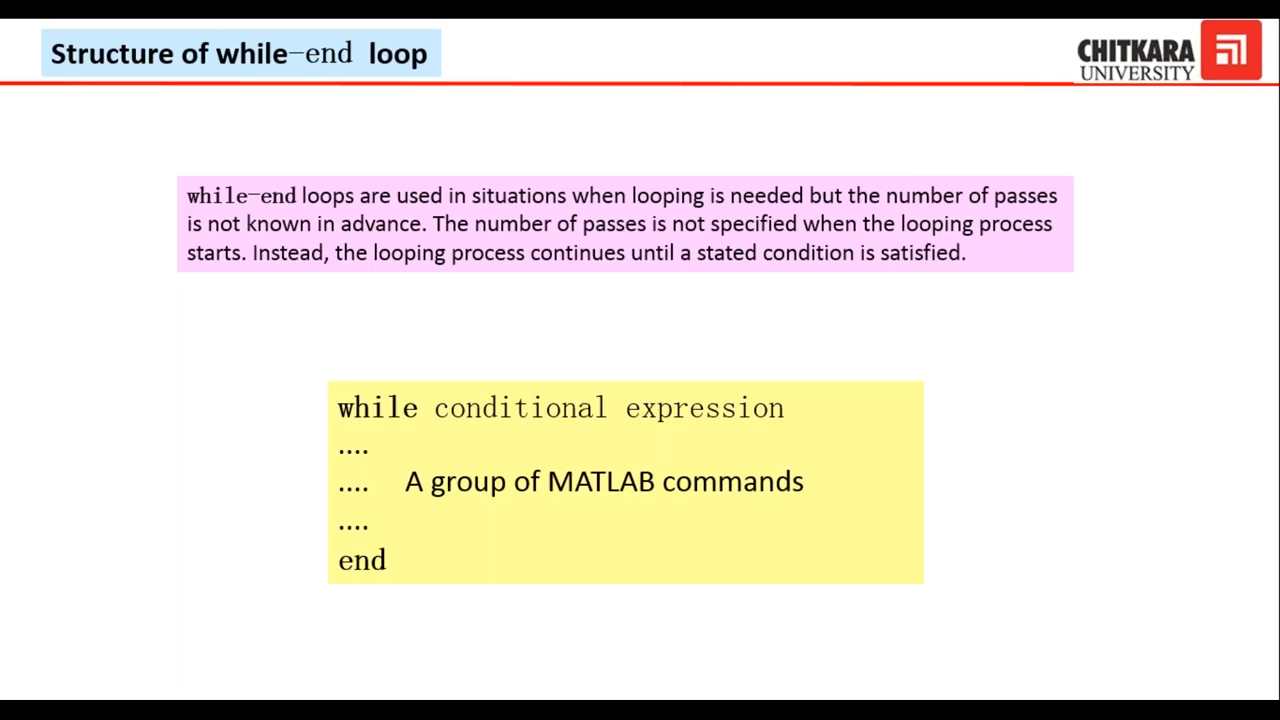 Structure of while-end loop
CHITKARA
UNIVERSITY
while-end loops are used in situations when looping is needed but the number of passes
is not known in advance. The number of passes is not specified when the looping process
starts. Instead, the looping process continues until a stated condition is satisfied.
while conditional expression
....
.... A group of MATLAB commands
....
end